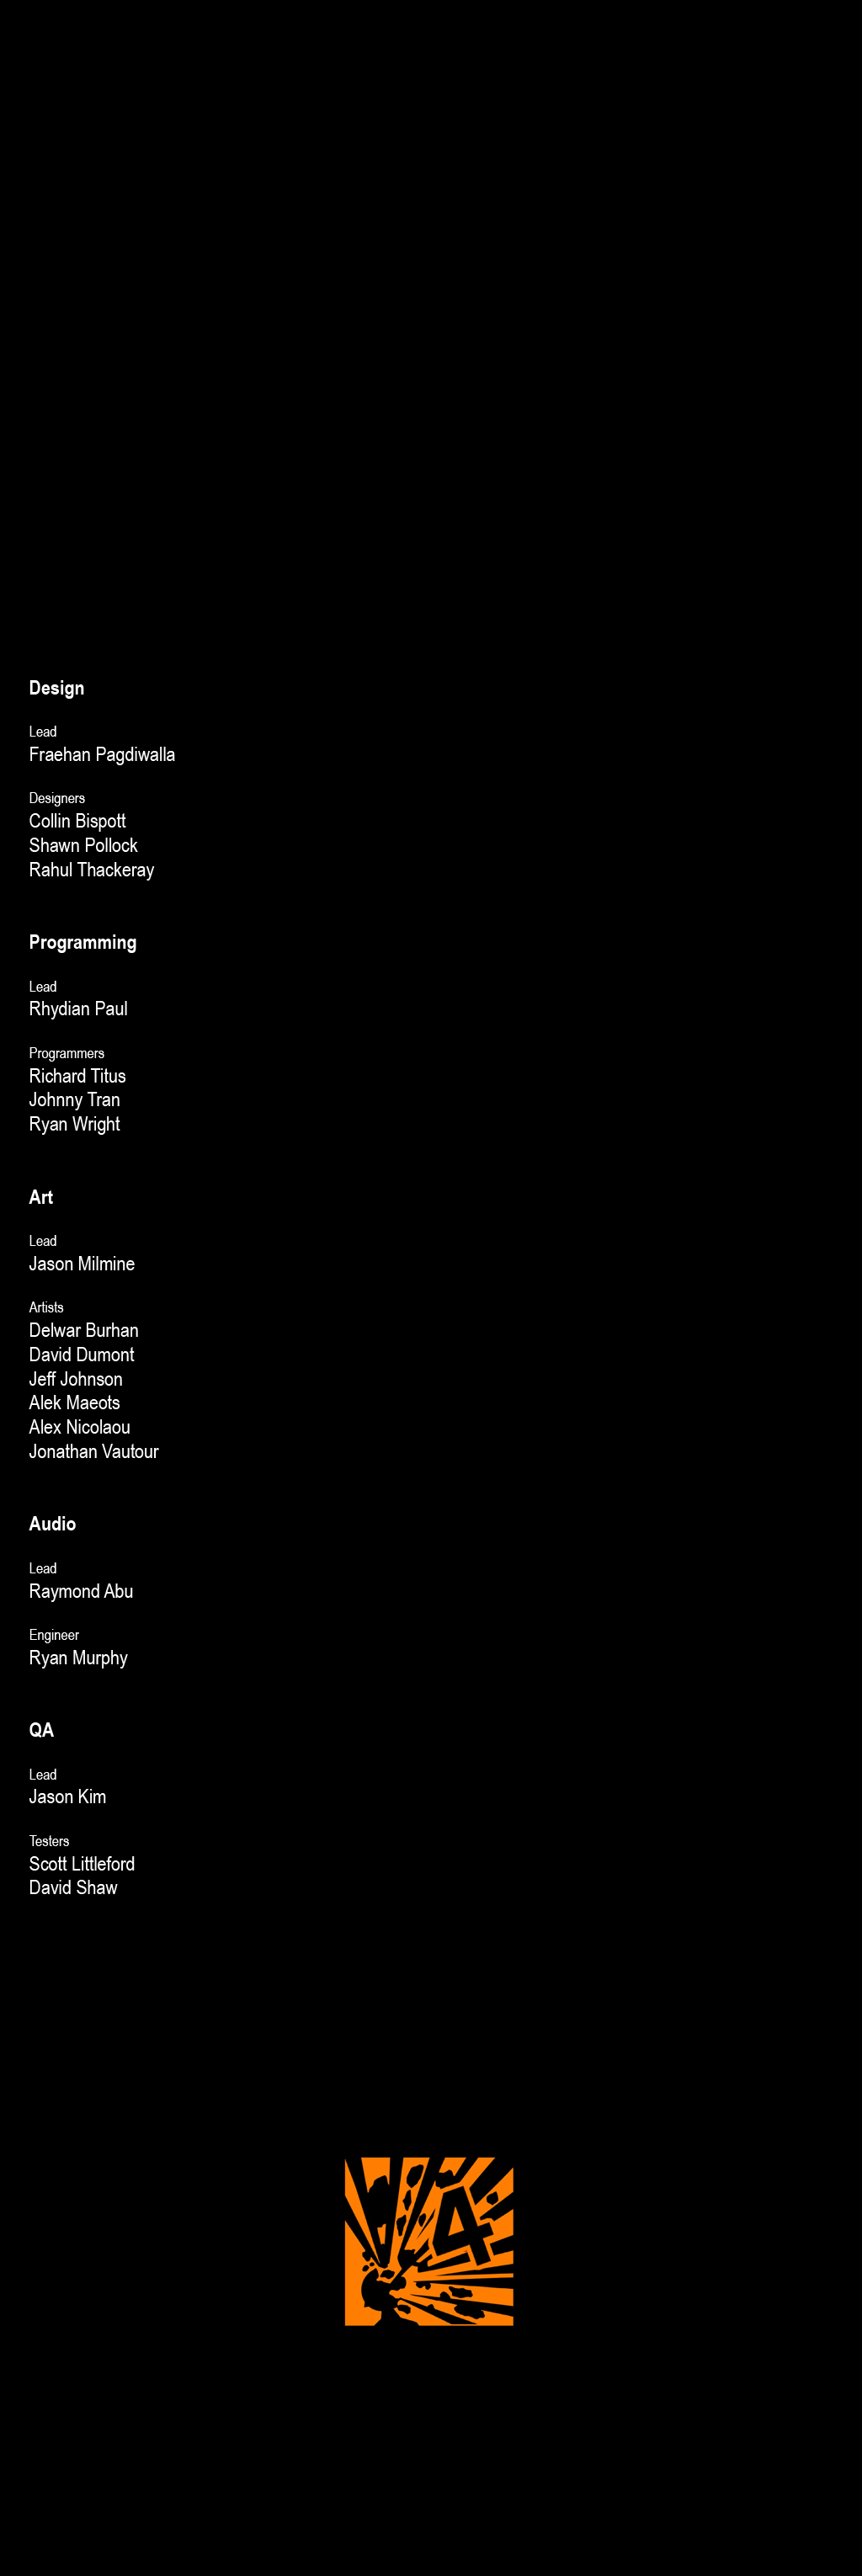 Design
Lead
Fraehan Pagdiwalla
Designers
Collin Bispott
Shawn Pollock
Rahul Thackeray
Programming
Lead
Rhydian Paul
Programmers
Richard Titus
Johnny Tran
Ryan Wright
Art
Lead
Jason Milmine
Artists
Delwar Burhan
David Dumont
Jeff Johnson
Alek Maeots
Alex Nicolaou
Jonathan Vautour
Audio
Lead
Raymond Abu
Engineer
Ryan Murphy
QA
Lead
Jason Kim
Testers
Scott Littleford
David Shaw
4